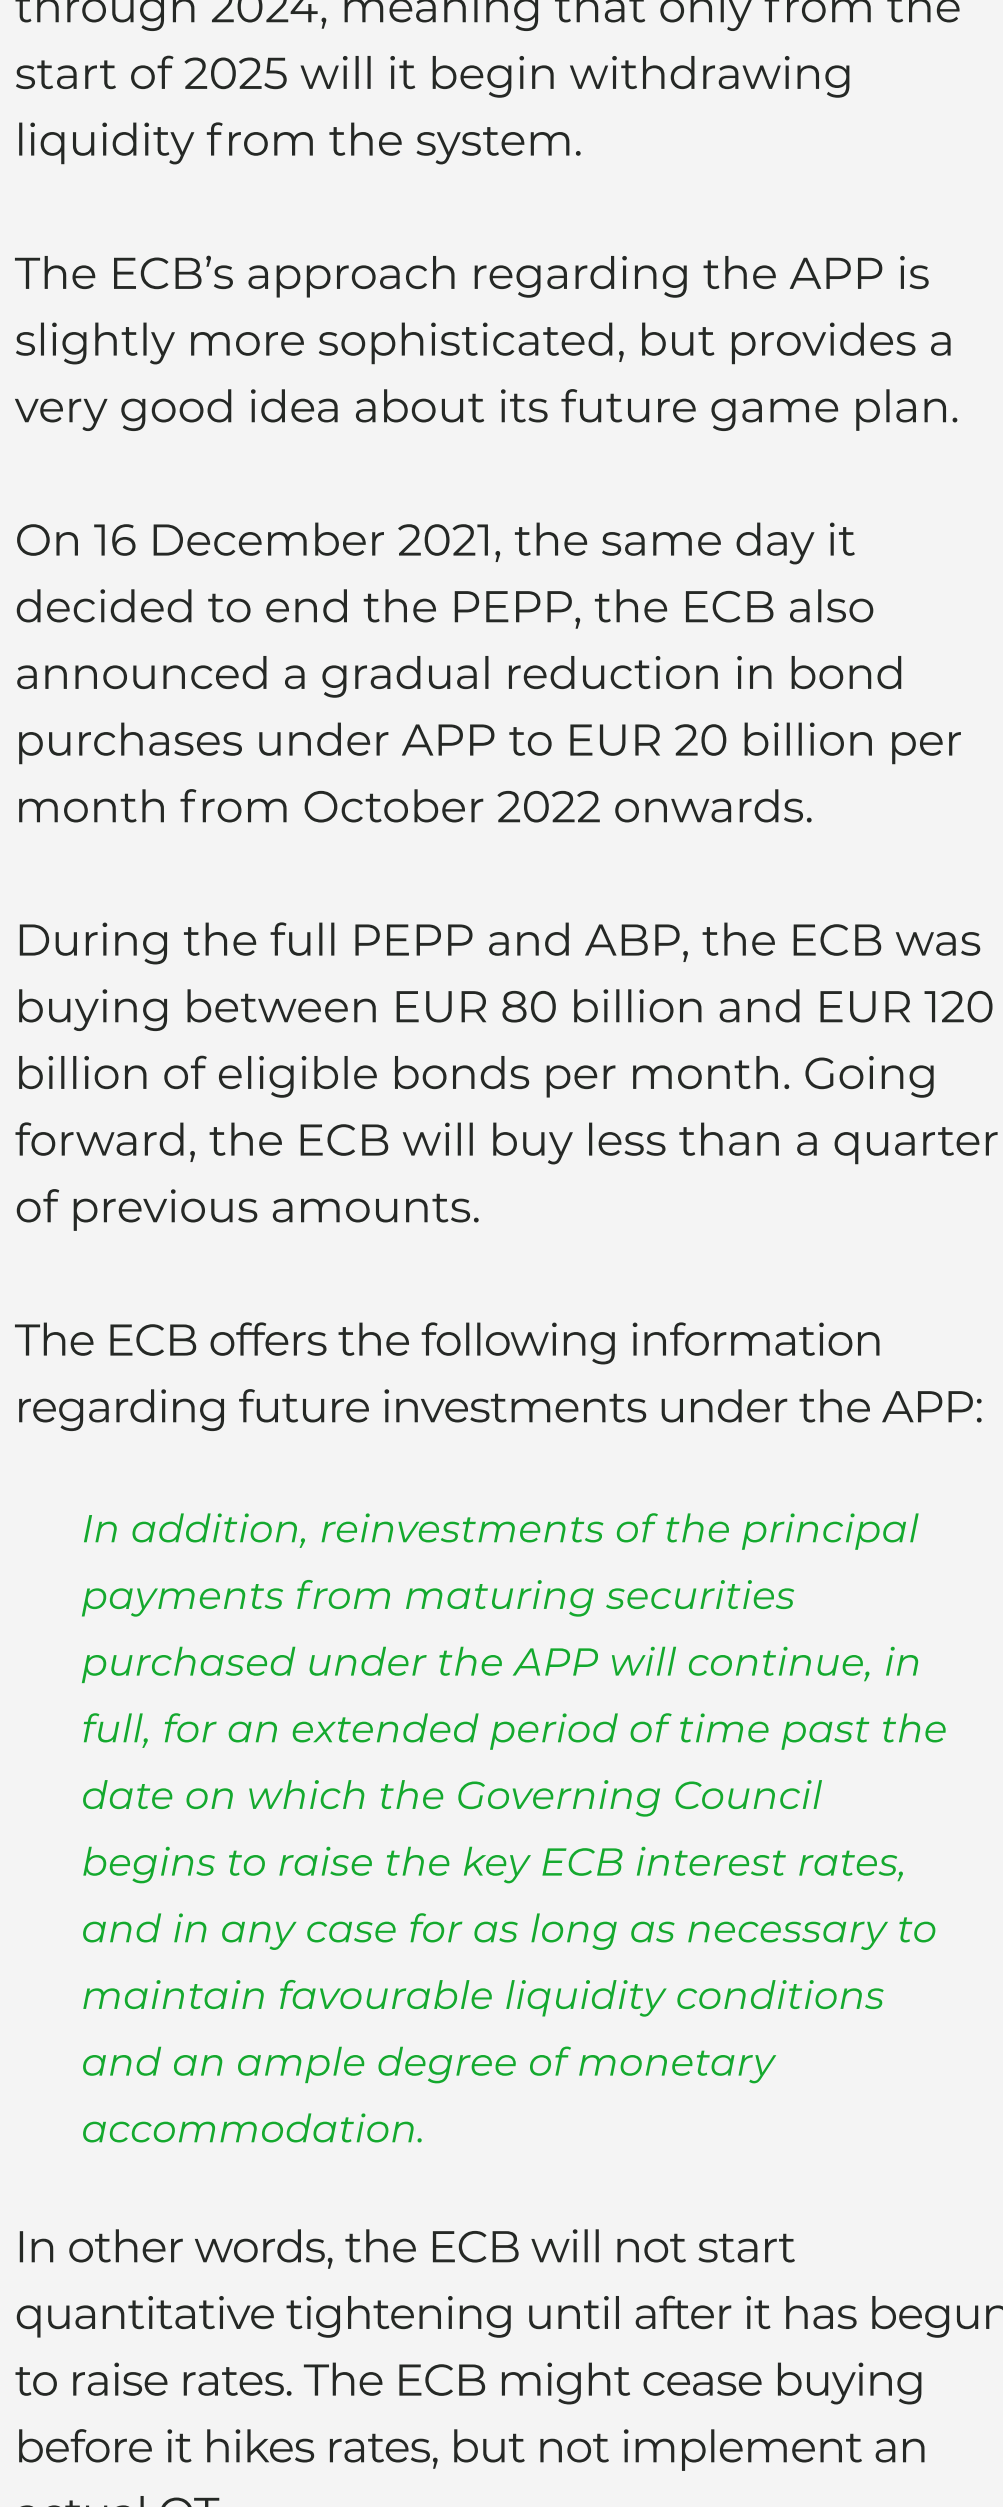 through 2024, meaning that only from the
start of 2025 will it begin withdrawing
liquidity from the system.
The ECB’s approach regarding the APP is
slightly more sophisticated, but provides a
very good idea about its future game plan.
On 16 December 2021, the same day it
decided to end the PEPP, the ECB also
announced a gradual reduction in bond
purchases under APP to EUR 20 billion per
month from October 2022 onwards.
During the full PEPP and ABP, the ECB was
buying between EUR 80 billion and EUR 120
billion of eligible bonds per month. Going
forward, the ECB will buy less than a quarter
of previous amounts.
The ECB offers the following information
regarding future investments under the APP:
In addition, reinvestments of the principal
payments from maturing securities
purchased under the APP will continue, in
full, for an extended period of time past the
date on which the Governing Council
begins to raise the key ECB interest rates,
and in any case for as long as necessary to
maintain favourable liquidity conditions
and an ample degree of monetary
accommodation.
In other words, the ECB will not start
quantitative tightening until after it has begun
to raise rates. The ECB might cease buying
before it hikes rates, but not implement an
actual QT